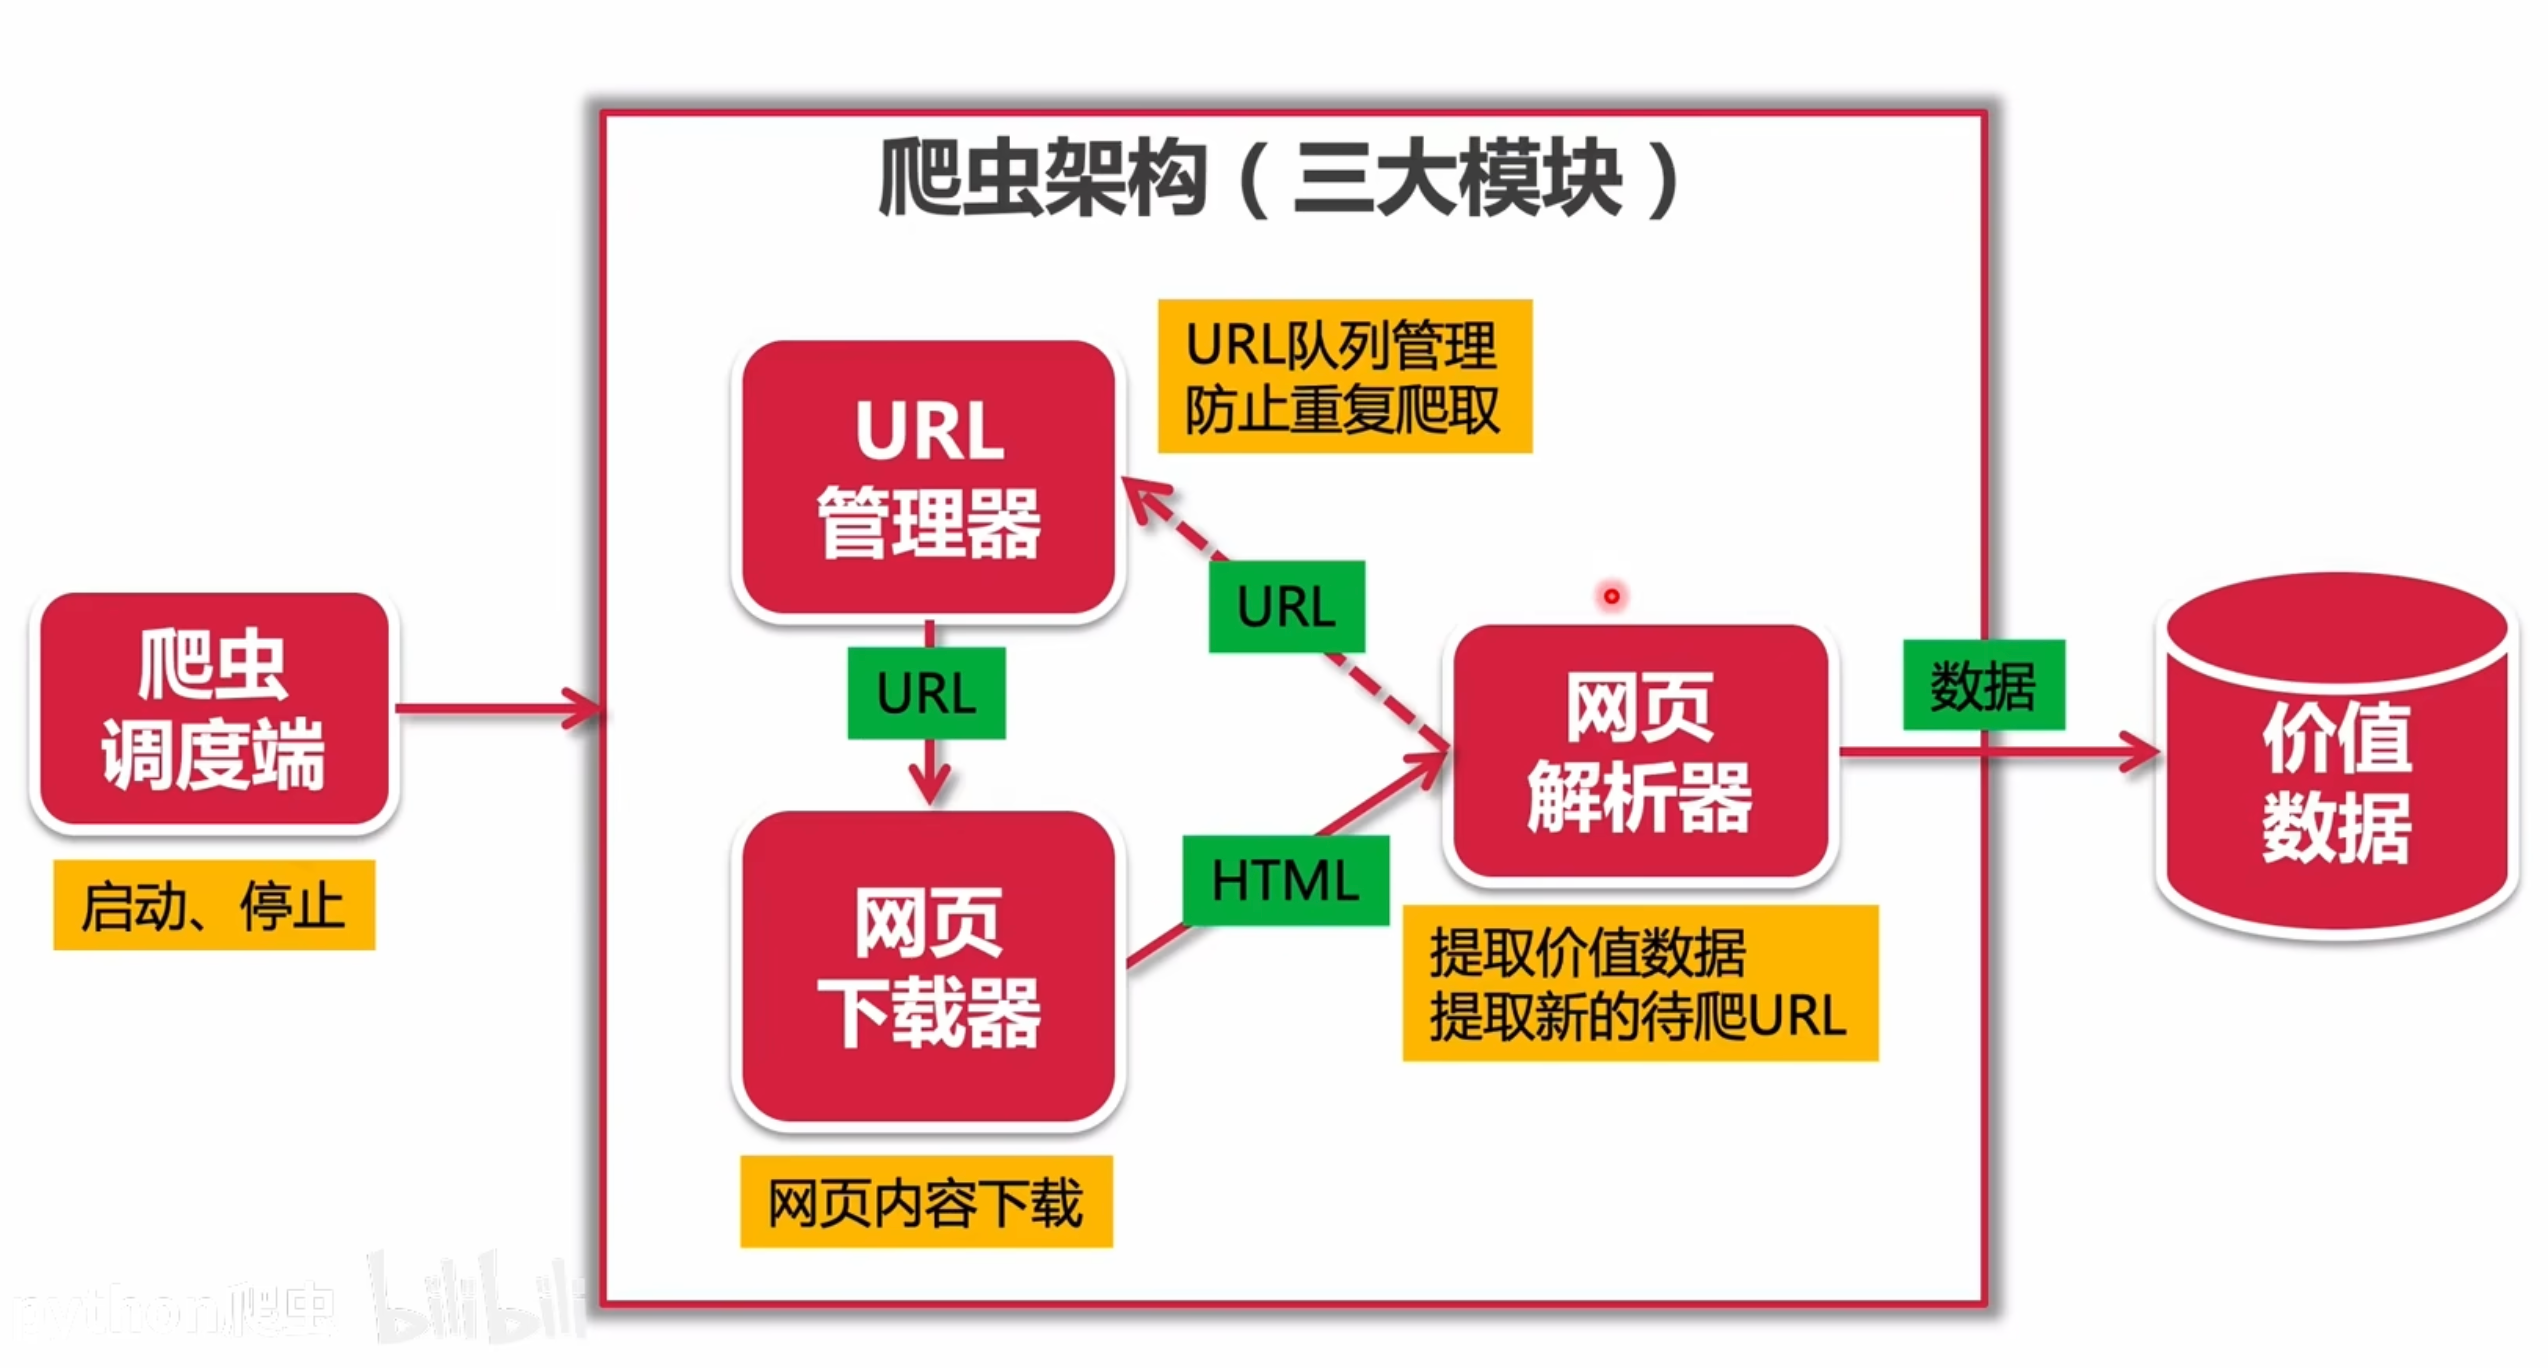 爬虫架构（三大模块）
URL队列管理
防止重复爬取
URL
管理器
URL
URL
爬虫
调度端
启动、停止
网页
解析器
数据
价值
数据
HTML
提取价值数据
提取新的待爬URL
网页
下载器
网页内容下载
python爬虫
bilibili